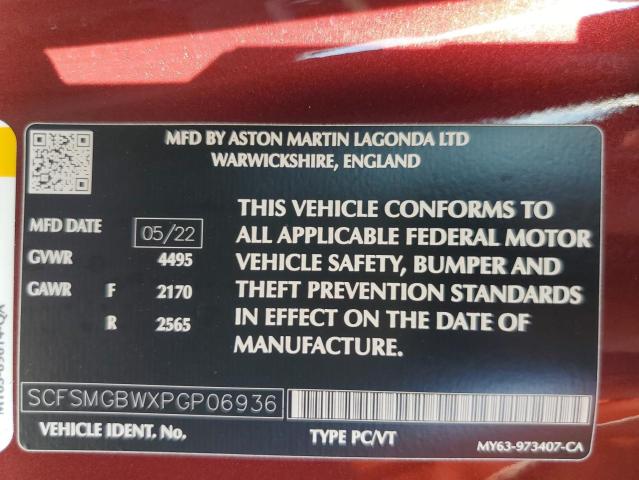 MFD BY ASTON MARTIN LAGONDA LTD
WARWICKSHIRE, ENGLAND
MFD DATE 05/22
GVWR 4495
GAWR F 2170
R 2565
THIS VEHICLE CONFORMS TO
ALL APPLICABLE FEDERAL MOTOR
VEHICLE SAFETY, BUMPER AND
THEFT PREVENTION STANDARDS
IN EFFECT ON THE DATE OF
MANUFACTURE.
SCFSMGBWXPGP06936
VEHICLE IDENT. No. TYPE PC/VT
MY63-973407-CA